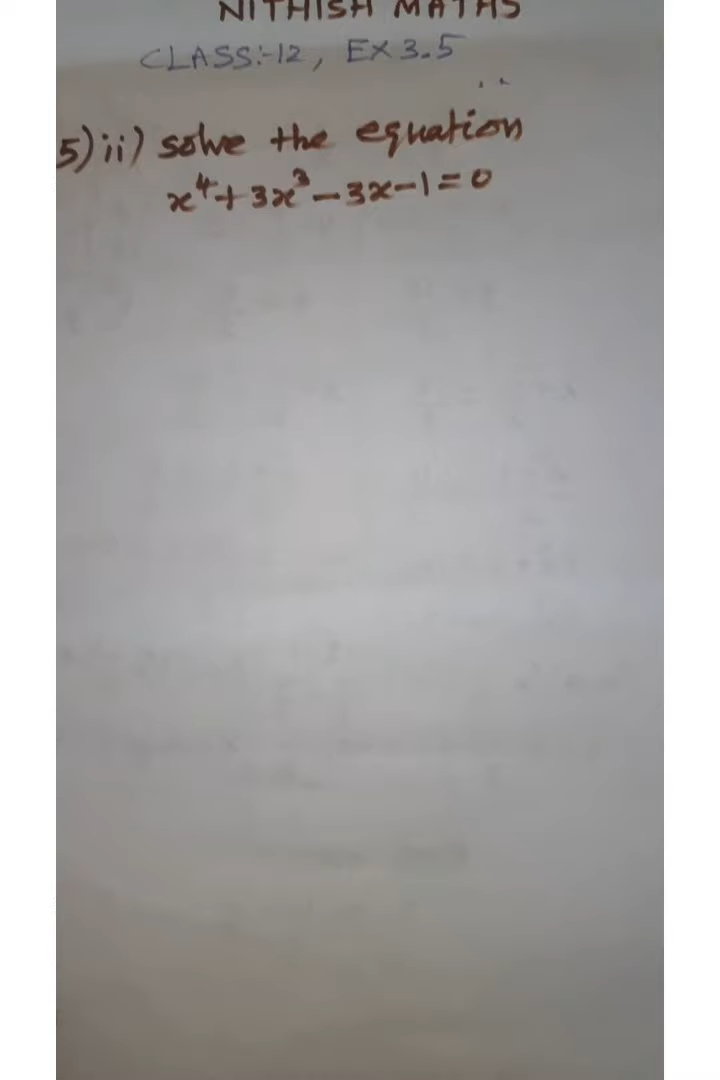 NITHISH MATHS
CLASS:-12, EX 3.5
5) ii) solve the equation
x⁴+3x³-3x-1=0